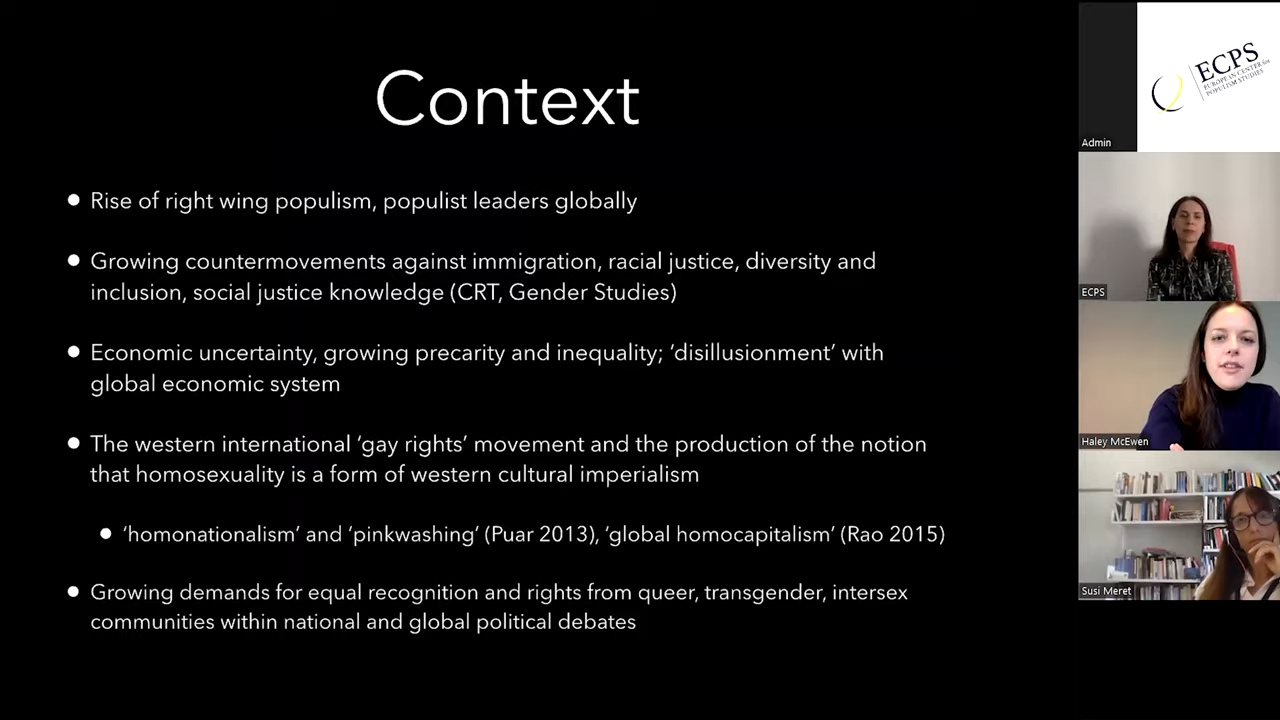 Context
Rise of right wing populism, populist leaders globally
Growing countermovements against immigration, racial justice, diversity and
inclusion, social justice knowledge (CRT, Gender Studies)
Economic uncertainty, growing precarity and inequality; ‘disillusionment’ with
global economic system
The western international ‘gay rights’ movement and the production of the notion
that homosexuality is a form of western cultural imperialism
‘homonationalism’ and ‘pinkwashing’ (Puar 2013), ‘global homocapitalism’ (Rao 2015)
Growing demands for equal recognition and rights from queer, transgender, intersex
communities within national and global political debates
ECPS
EUROPEAN CENTER for
POPULISM STUDIES
Admin
ECPS
Haley McEwen
Susi Meret